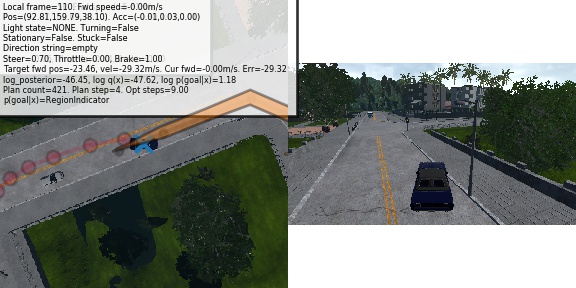 Local frame=110: Fwd speed=-0.00m/s
Pos=(92.81,159.79,38.10). Acc=(-0.01,0.03,0.00)
Light state=NONE. Turning=False
Stationary=False. Stuck=False
Direction string=empty
Steer=0.70, Throttle=0.00, Brake=1.00
Target fwd pos=-23.46, vel=-29.32m/s. Cur fwd=-0.00m/s. Err=-29.32
log_posterior=-46.45, log q(x)=-47.62, log p(goal|x)=1.18
Plan count=421. Plan step=4. Opt steps=9.00
p(goal|x)=RegionIndicator